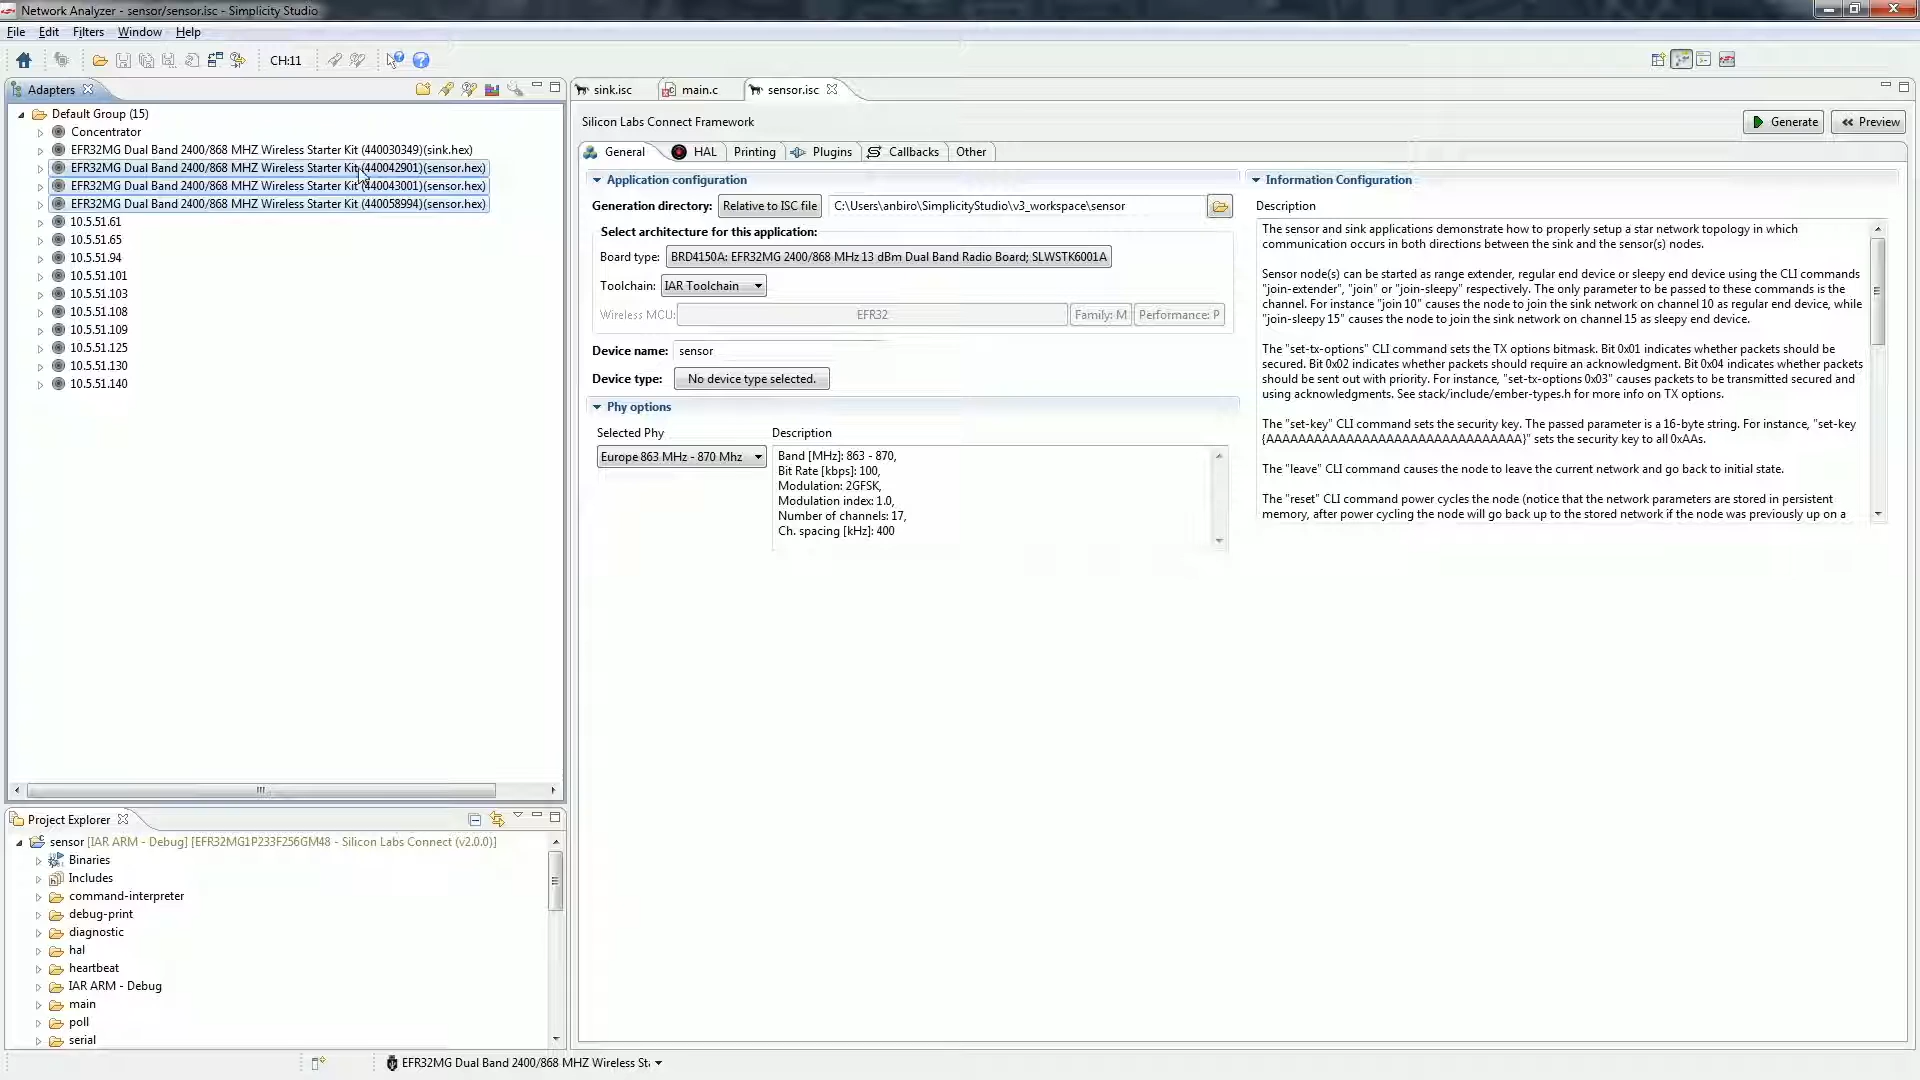 Network Analyzer - sensor/sensor.isc - Simplicity Studio
File Edit Filters Window Help
CH:11
Adapters
Default Group (15)
Concentrator
EFR32MG Dual Band 2400/868 MHZ Wireless Starter Kit (440030349)(sink.hex)
EFR32MG Dual Band 2400/868 MHZ Wireless Starter Kit (440042901)(sensor.hex)
EFR32MG Dual Band 2400/868 MHZ Wireless Starter Kit (440043001)(sensor.hex)
EFR32MG Dual Band 2400/868 MHZ Wireless Starter Kit (440058994)(sensor.hex)
10.5.51.61
10.5.51.65
10.5.51.94
10.5.51.101
10.5.51.103
10.5.51.108
10.5.51.109
10.5.51.125
10.5.51.130
10.5.51.140
Project Explorer
sensor [IAR ARM - Debug] [EFR32MG1P233F256GM48 - Silicon Labs Connect (v2.0.0)]
Binaries
Includes
command-interpreter
debug-print
diagnostic
hal
heartbeat
IAR ARM - Debug
main
poll
serial
sink.isc main.c sensor.isc
Silicon Labs Connect Framework
Generate Preview
General HAL Printing Plugins Callbacks Other
Application configuration
Generation directory: Relative to ISC file C:\Users\anbiro\SimplicityStudio\v3_workspace\sensor
Select architecture for this application:
Board type: BRD4150A: EFR32MG 2400/868 MHz 13 dBm Dual Band Radio Board; SLWSTK6001A
Toolchain: IAR Toolchain
Wireless MCU: EFR32 Family: M Performance: P
Device name: sensor
Device type: No device type selected.
Phy options
Selected Phy Description
Europe 863 MHz - 870 Mhz
Band [MHz]: 863 - 870,
Bit Rate [kbps]: 100,
Modulation: 2GFSK,
Modulation index: 1.0,
Number of channels: 17,
Ch. spacing [kHz]: 400
Information Configuration
Description
The sensor and sink applications demonstrate how to properly setup a star network topology in which
communication occurs in both directions between the sink and the sensor(s) nodes.
Sensor node(s) can be started as range extender, regular end device or sleepy end device using the CLI commands
"join-extender", "join" or "join-sleepy" respectively. The only parameter to be passed to these commands is the
channel. For instance "join 10" causes the node to join the sink network on channel 10 as regular end device, while
"join-sleepy 15" causes the node to join the sink network on channel 15 as sleepy end device.
The "set-tx-options" CLI command sets the TX options bitmask. Bit 0x01 indicates whether packets should be
secured. Bit 0x02 indicates whether packets should require an acknowledgment. Bit 0x04 indicates whether packets
should be sent out with priority. For instance, "set-tx-options 0x03" causes packets to be transmitted secured and
using acknowledgments. See stack/include/ember-types.h for more info on TX options.
The "set-key" CLI command sets the security key. The passed parameter is a 16-byte string. For instance, "set-key
{AAAAAAAAAAAAAAAAAAAAAAAAAAAAAAAA}" sets the security key to all 0xAAs.
The "leave" CLI command causes the node to leave the current network and go back to initial state.
The "reset" CLI command power cycles the node (notice that the network parameters are stored in persistent
memory, after power cycling the node will go back up to the stored network if the node was previously up on a
EFR32MG Dual Band 2400/868 MHZ Wireless St